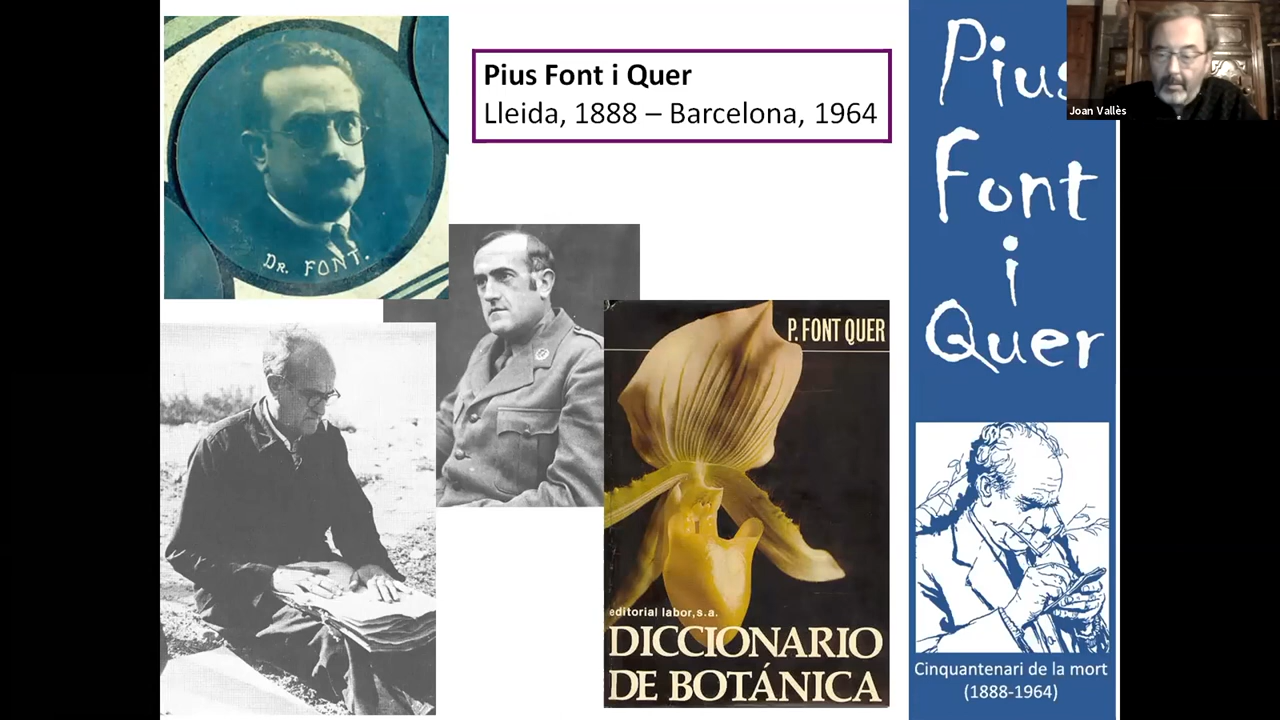 Pius Font i Quer
Lleida, 1888 – Barcelona, 1964
DR. FONT.
P. FONT QUER
editorial labor, s.a.
DICCIONARIO
DE BOTÁNICA
Pius
Font
i
Quer
Cinquantenari de la mort
(1888-1964)
Joan Vallès